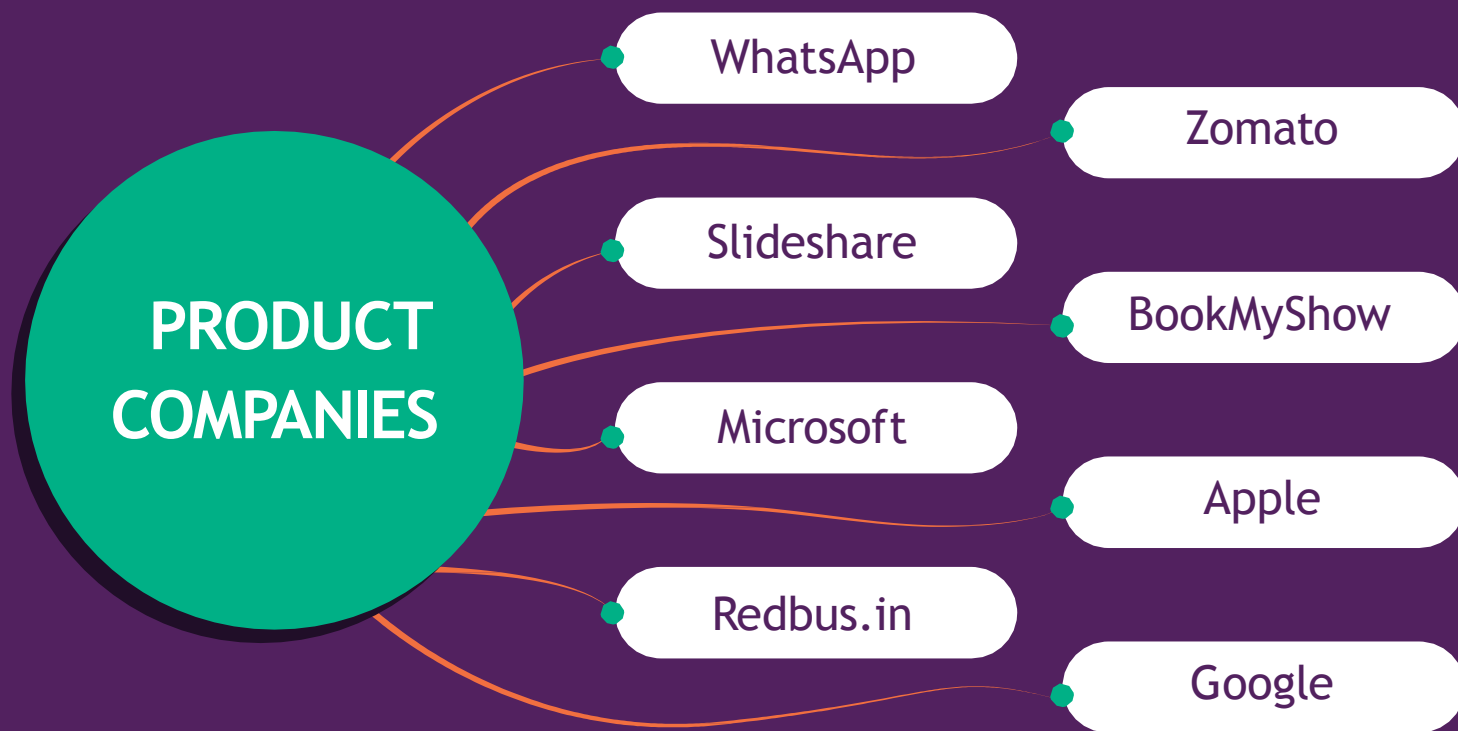 PRODUCT
COMPANIES
WhatsApp
Zomato
Slideshare
BookMyShow
Microsoft
Apple
Redbus.in
Google